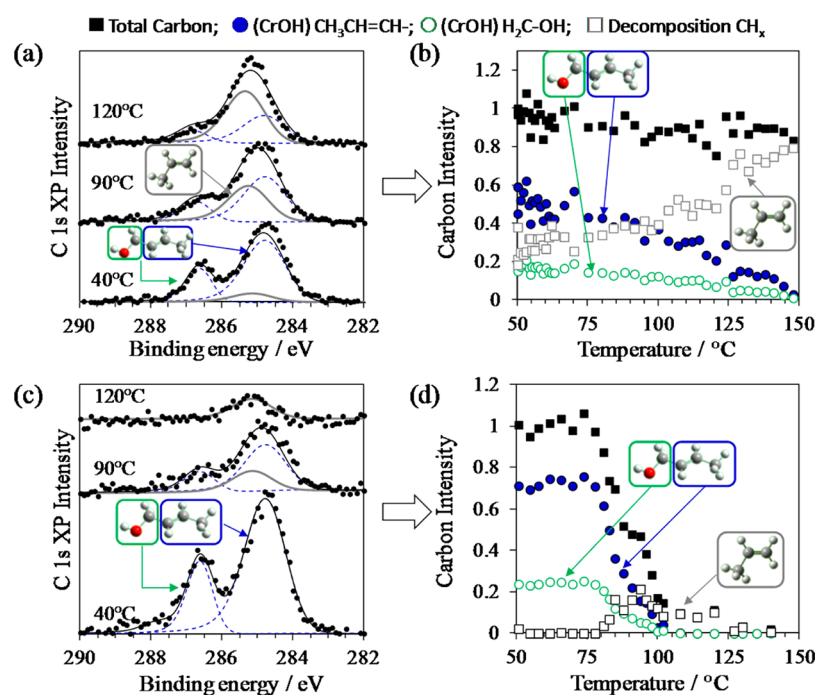 ■ Total Carbon; ● (CrOH) CH₃CH=CH-; ○ (CrOH) H₂C-OH; □ Decomposition CHₓ
(a)
C 1s XP Intensity
120°C
90°C
40°C
290 288 286 284 282
Binding energy / eV
(b)
Carbon Intensity
1.2
1
0.8
0.6
0.4
0.2
0
50 75 100 125 150
Temperature / °C
(c)
C 1s XP Intensity
120°C
90°C
40°C
290 288 286 284 282
Binding energy / eV
(d)
Carbon Intensity
1.2
1
0.8
0.6
0.4
0.2
0
50 75 100 125 150
Temperature / °C